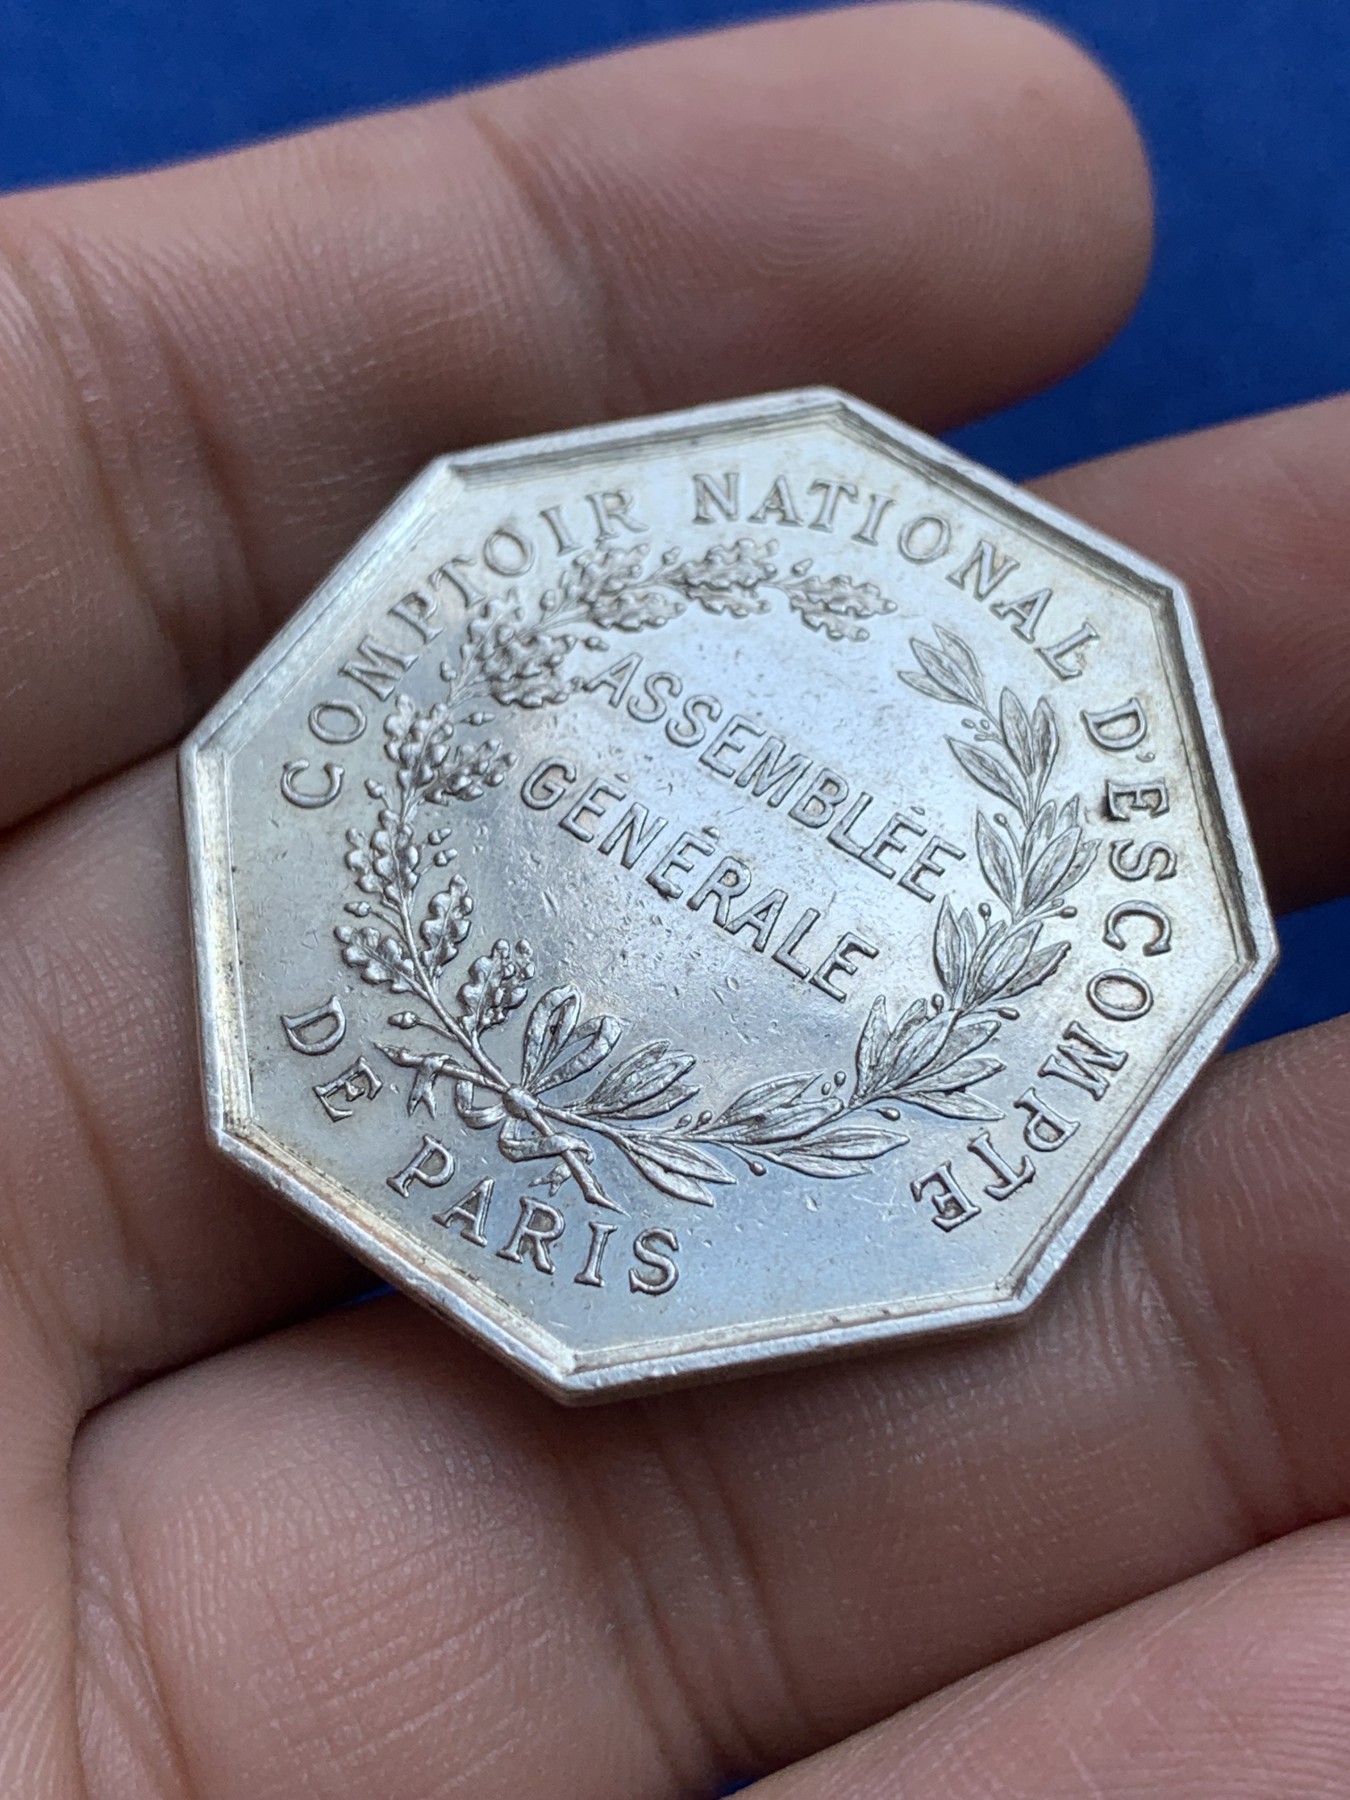 COMPTOIR NATIONAL D'ESCOMPTE
DE PARIS
ASSEMBLÉE
GÉNÉRALE